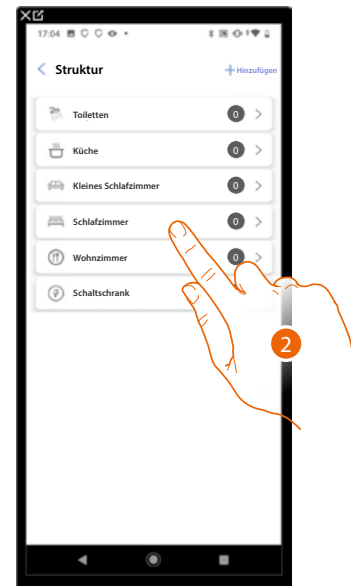 17:04
Struktur
Hinzufügen
Toiletten 0
Küche 0
Kleines Schlafzimmer 0
Schlafzimmer 0
Wohnzimmer 0
Schaltschrank
2